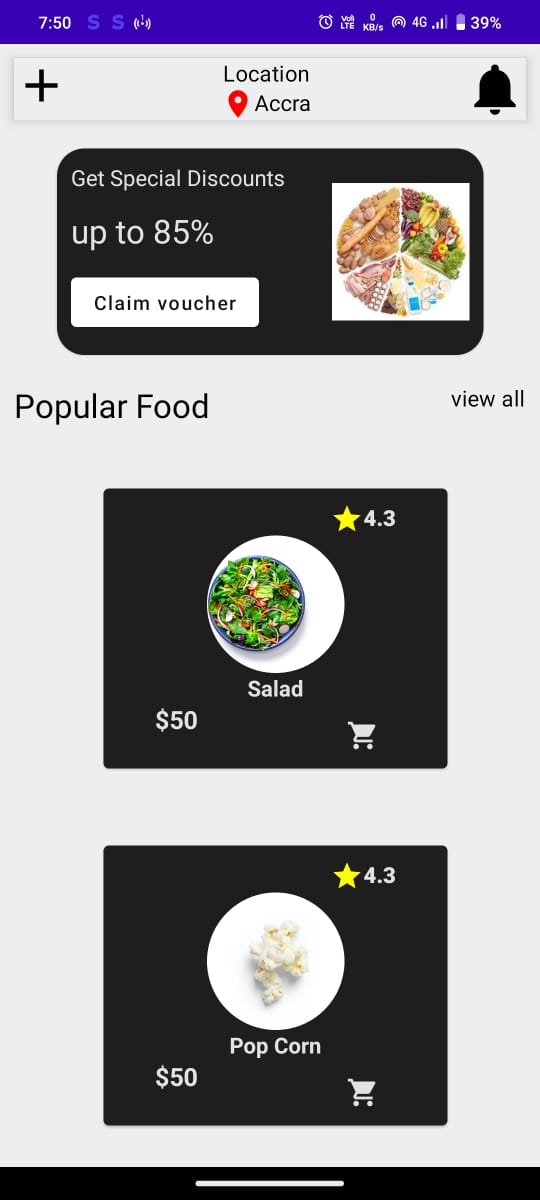 7:50 S S VoI) LTE 0 KB/s 4G 39%
Location
Accra
Get Special Discounts
up to 85%
Claim voucher
Popular Food
view all
4.3
Salad
$50
4.3
Pop Corn
$50